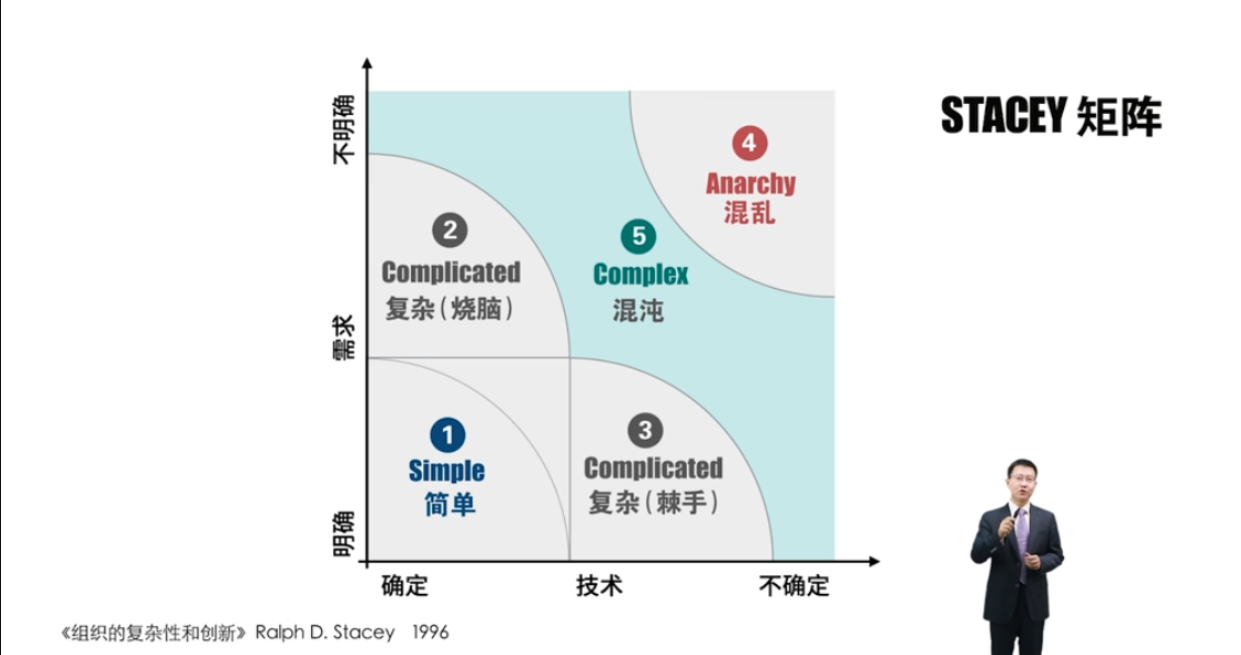 STACEY 矩阵
不明确
需求
明确
4
Anarchy
混乱
2
Complicated
复杂(烧脑)
5
Complex
混沌
1
Simple
简单
3
Complicated
复杂(棘手)
确定
技术
不确定
《组织的复杂性和创新》Ralph D. Stacey 1996